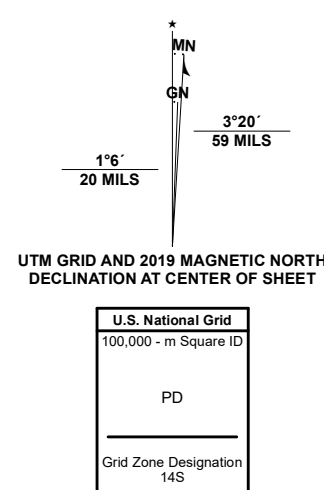 MN
GN
3°20´
59 MILS
1°6´
20 MILS
UTM GRID AND 2019 MAGNETIC NORTH
DECLINATION AT CENTER OF SHEET
U.S. National Grid
100,000 - m Square ID
PD
Grid Zone Designation
14S